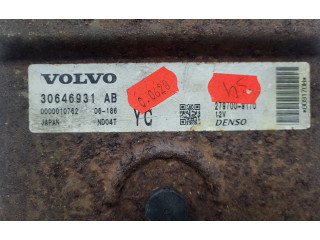 VOLVO
30646931 AB
0000010762 06-186
JAPAN ND04T YC
279700-9170
12V
DENSO